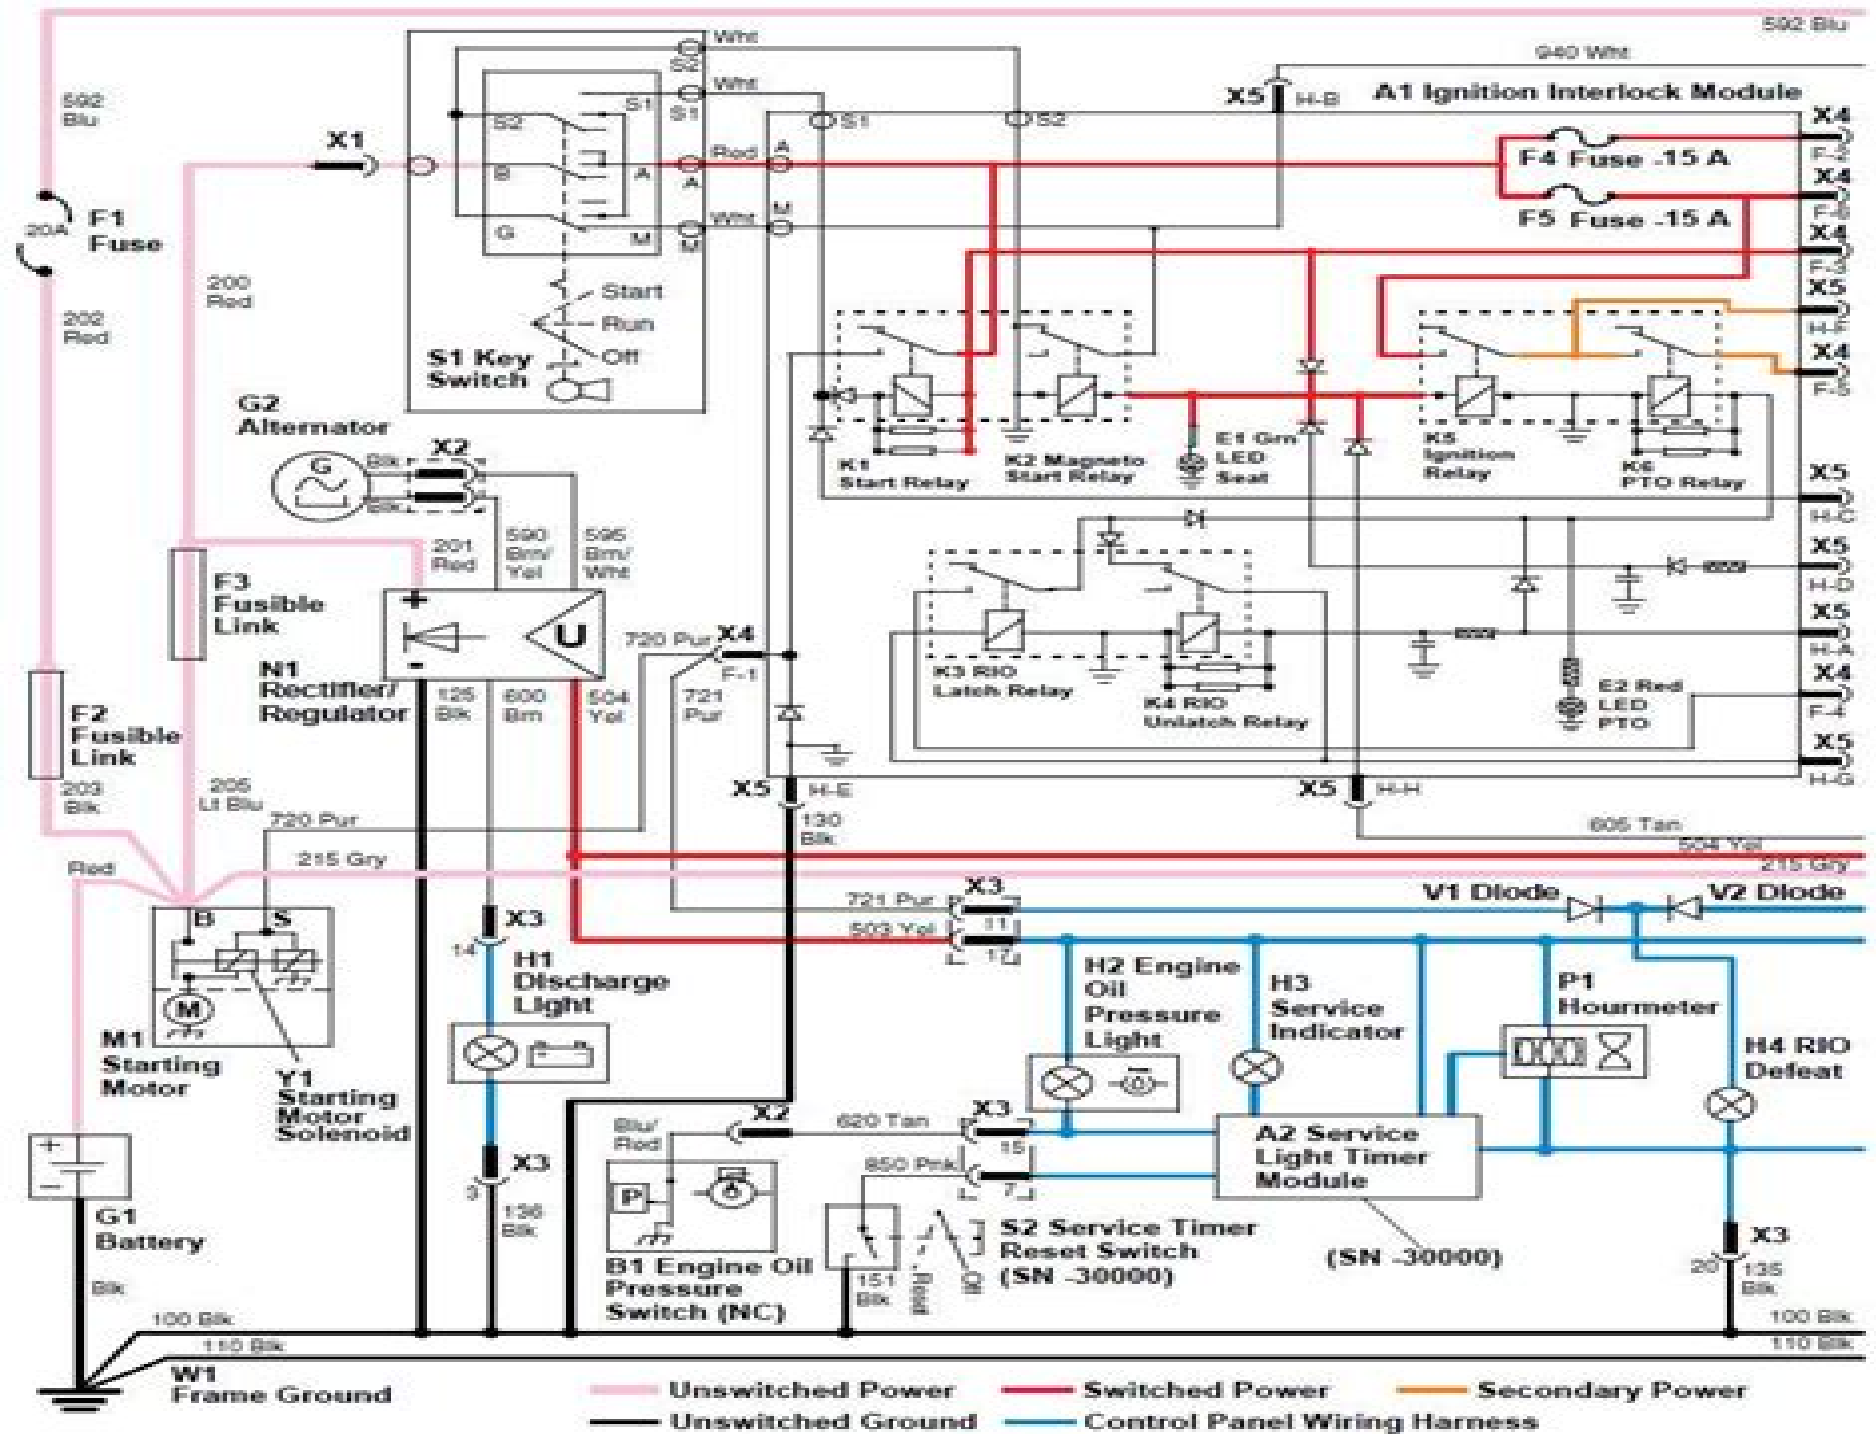 592 Blu
940 Wht
Wht
S2
592
Blu
Wht
S1
S1
X5 H-B
A1 Ignition Interlock Module
X4
X1
S2
S1
S2
Red
A
A
B
A
F4 Fuse -15 A
X4
20A
F1
Fuse
G
M
Wht
M
M
F5 Fuse -15 A
X4
200
Red
202
Red
Start
Run
Off
S1 Key
Switch
X5
X4
G2
Alternator
G
Blk
Blk
X2
K1
Start Relay
K2 Magneto
Start Relay
E1 Grn
LED
Seat
K5
Ignition
Relay
K6
PTO Relay
X5
H-C
201
Red
590
Brn/
Yel
595
Brn/
Wht
X5
H-D
F3
Fusible
Link
+
-
U
720 Pur
X4
F-1
X5
H-A
N1
Rectifier/
Regulator
125
Blk
600
Brn
504
Yel
721
Pur
K3 RIO
Latch Relay
K4 RIO
Unlatch Relay
E2 Red
LED
PTO
X4
F2
Fusible
Link
X5
H-G
203
Blk
205
Lt Blu
X5 H-E
X5 H-H
720 Pur
130
Blk
605 Tan
504 Yel
Red
215 Gry
215 Gry
B
S
X3
14
721 Pur
X3
11
503 Yel
V1 Diode
V2 Diode
M
M1
Starting
Motor
Y1
Starting
Motor
Solenoid
H1
Discharge
Light
H2 Engine
Oil
Pressure
Light
H3
Service
Indicator
P1
Hourmeter
H4 RIO
Defeat
+
-
G1
Battery
Blk
X3
9
136
Blk
Blu/
Red
X2
620 Tan
X3
15
850 Pnk
7
P
B1 Engine Oil
Pressure
Switch (NC)
151
Blk
Off
S2 Service Timer
Reset Switch
(SN -30000)
A2 Service
Light Timer
Module
(SN -30000)
X3
20
135
Blk
100 Blk
100 Blk
110 Blk
110 Blk
W1
Frame Ground
Unswitched Power
Switched Power
Secondary Power
Unswitched Ground
Control Panel Wiring Harness